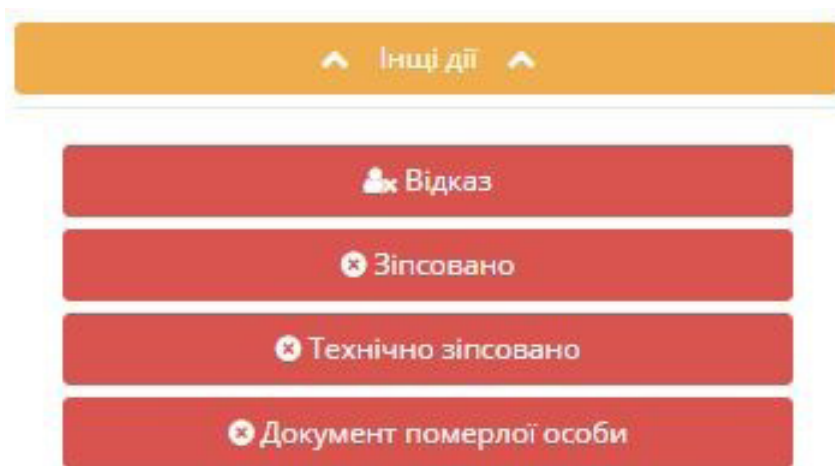 Інщі дії
Відказ
Зіпсовано
Технічно зіпсовано
Документ померлої особи